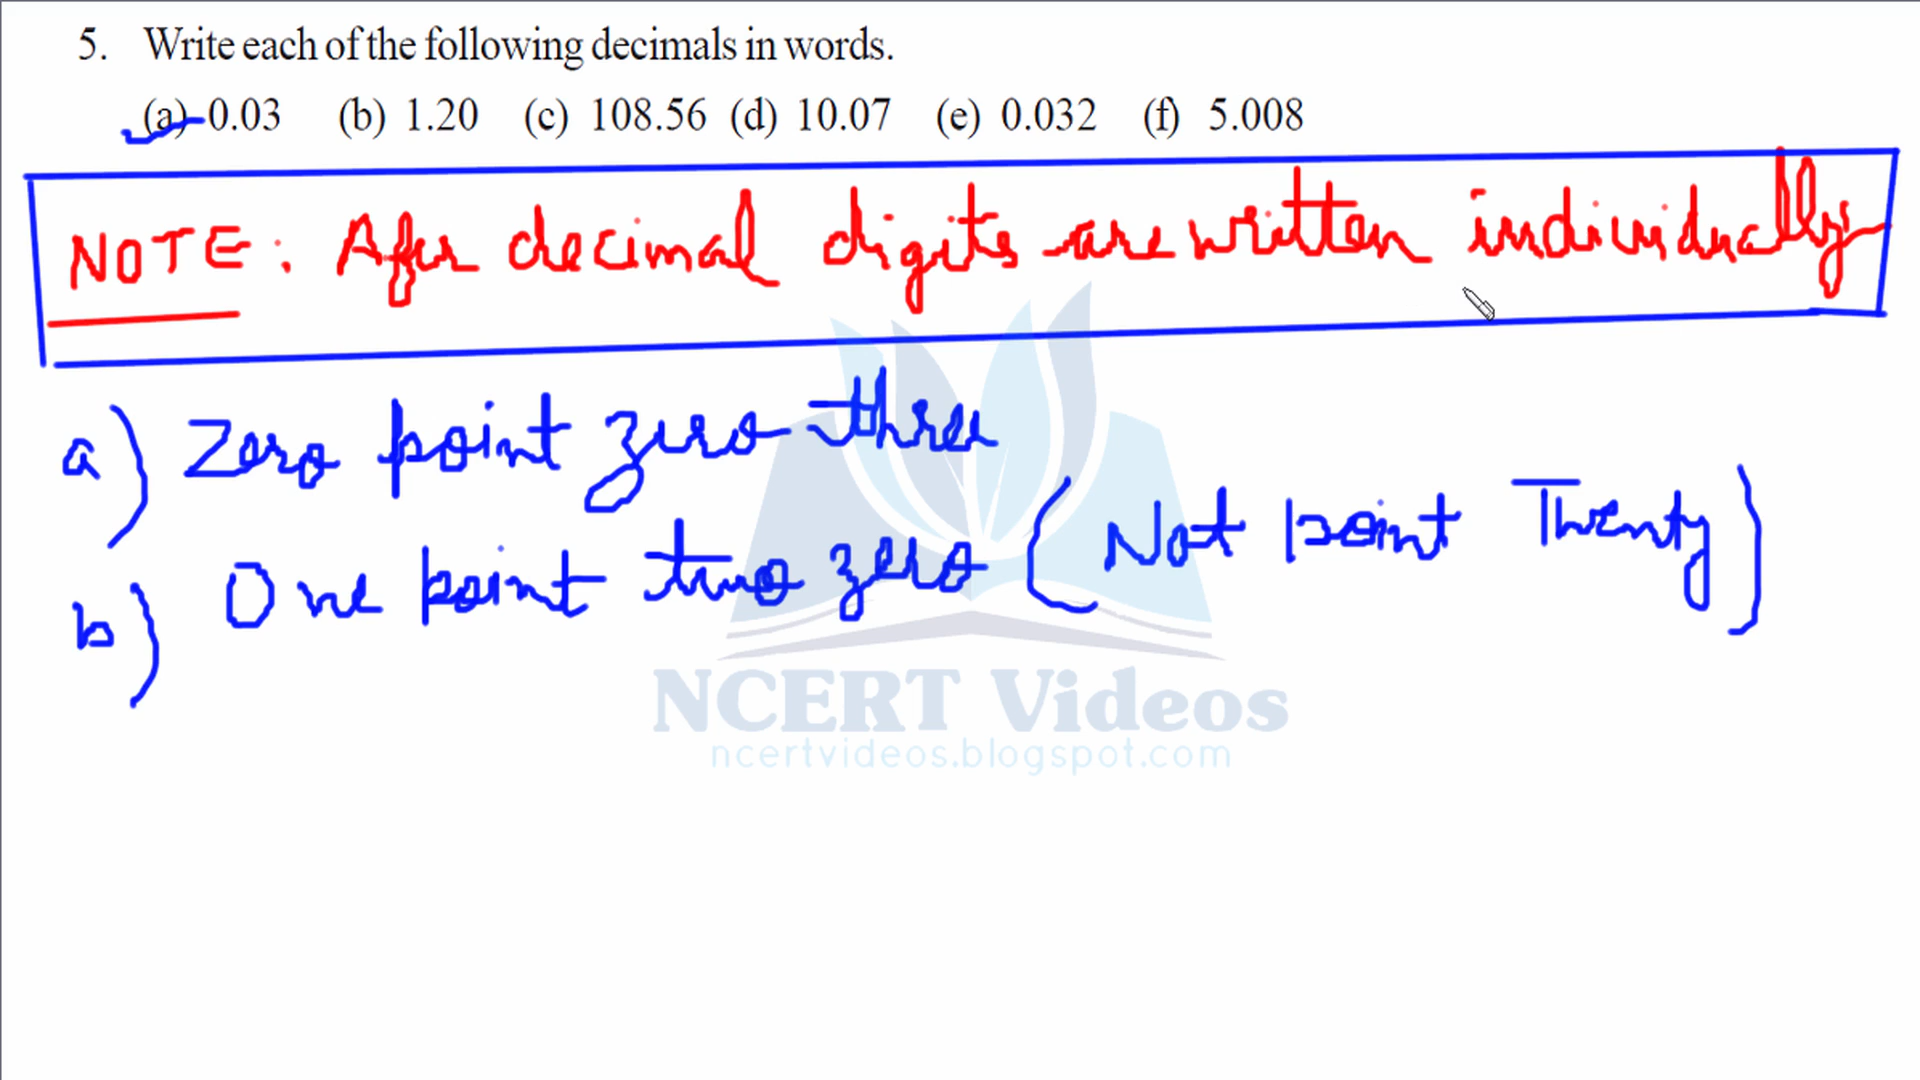 5. Write each of the following decimals in words.
(a) 0.03 (b) 1.20 (c) 108.56 (d) 10.07 (e) 0.032 (f) 5.008
NOTE: After decimal digits are written individually
a) Zero point zero three
b) One point two zero (Not point Twenty)
NCERT Videos
ncertvideos.blogspot.com